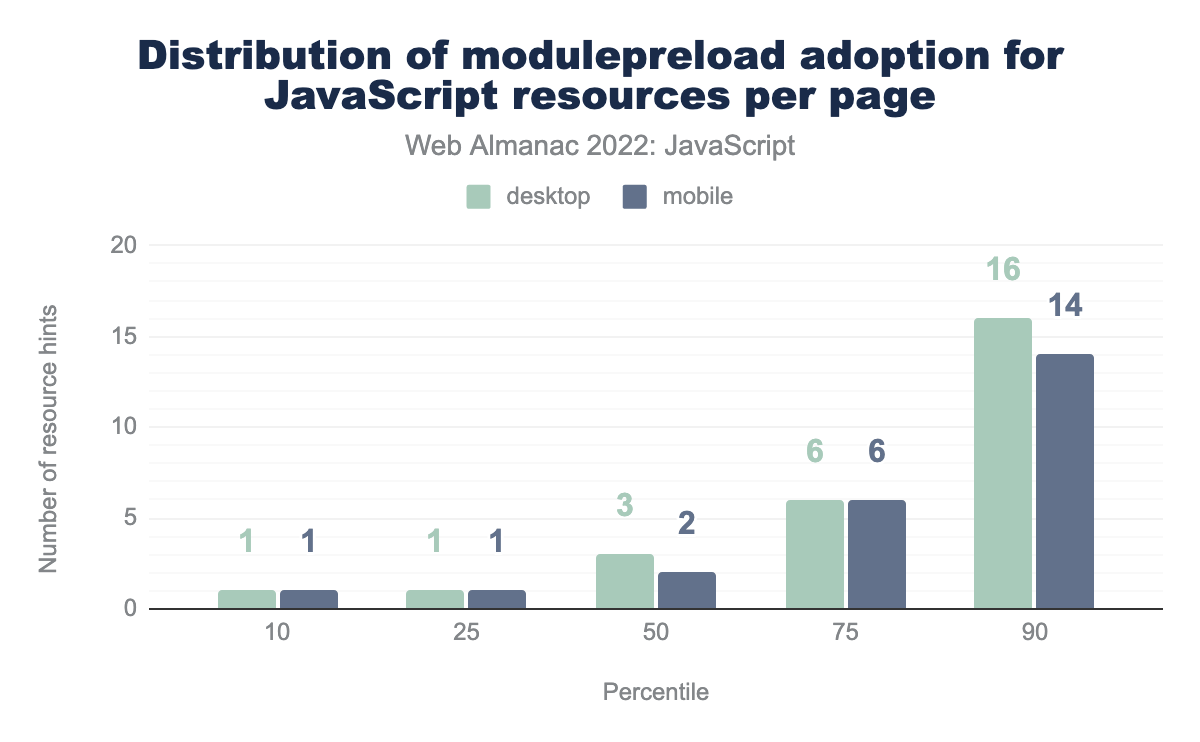 Distribution of modulepreload adoption for
JavaScript resources per page
Web Almanac 2022: JavaScript
desktop mobile
Number of resource hints
20
15
10
5
0
1 1 1 1 3 2 6 6 16 14
10 25 50 75 90
Percentile